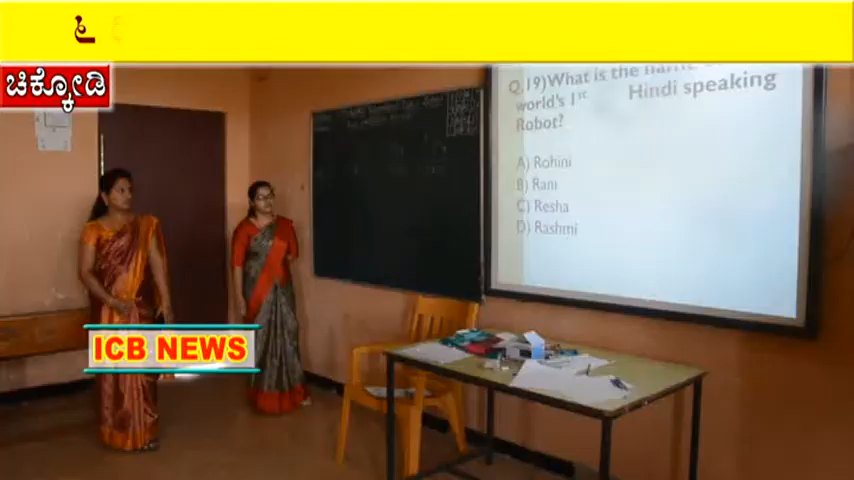 ಚಿಕ್ಕೋಡಿ
Q.19)What is the name
world's 1st Hindi speaking
Robot?
A) Rohini
B) Rani
C) Resha
D) Rashmi
ICB NEWS